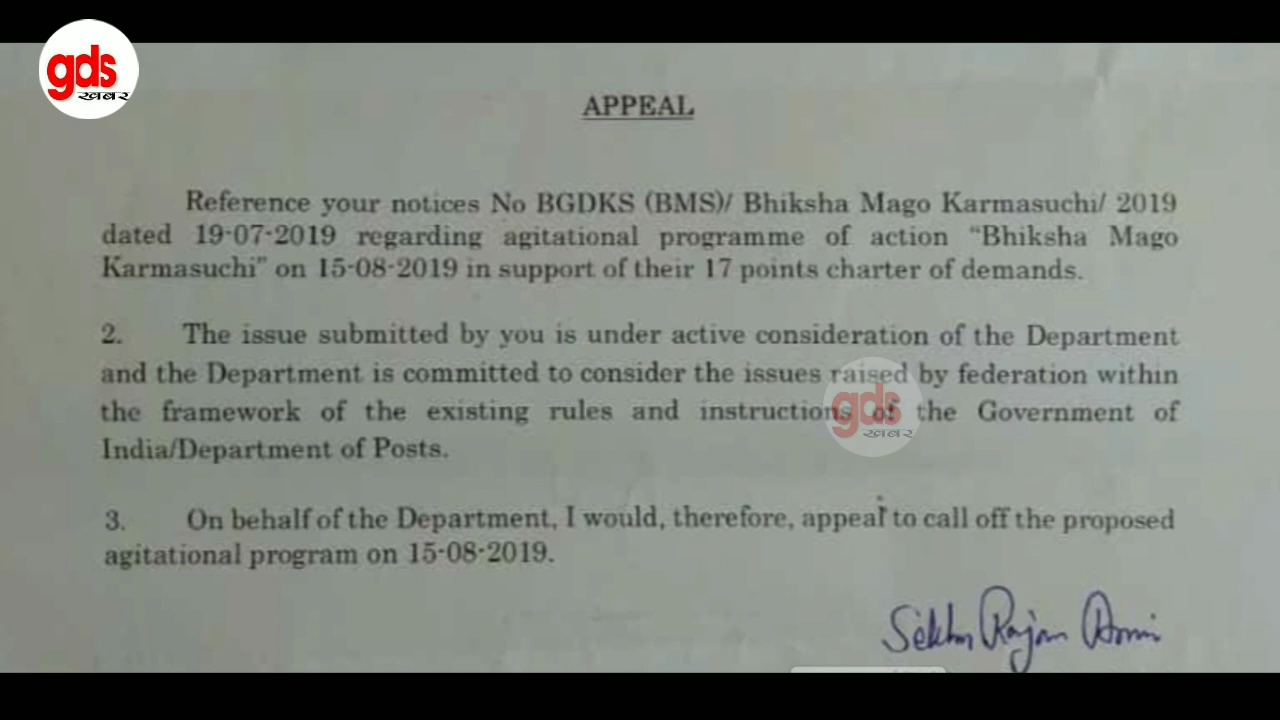 gds
खबर
APPEAL
Reference your notices No BGDKS (BMS)/ Bhiksha Mago Karmasuchi/ 2019
dated 19-07-2019 regarding agitational programme of action “Bhiksha Mago
Karmasuchi” on 15-08-2019 in support of their 17 points charter of demands.
2. The issue submitted by you is under active consideration of the Department
and the Department is committed to consider the issues raised by federation within
the framework of the existing rules and instructions of the Government of
India/Department of Posts.
gds
खबर
3. On behalf of the Department, I would, therefore, appeal to call off the proposed
agitational program on 15-08-2019.